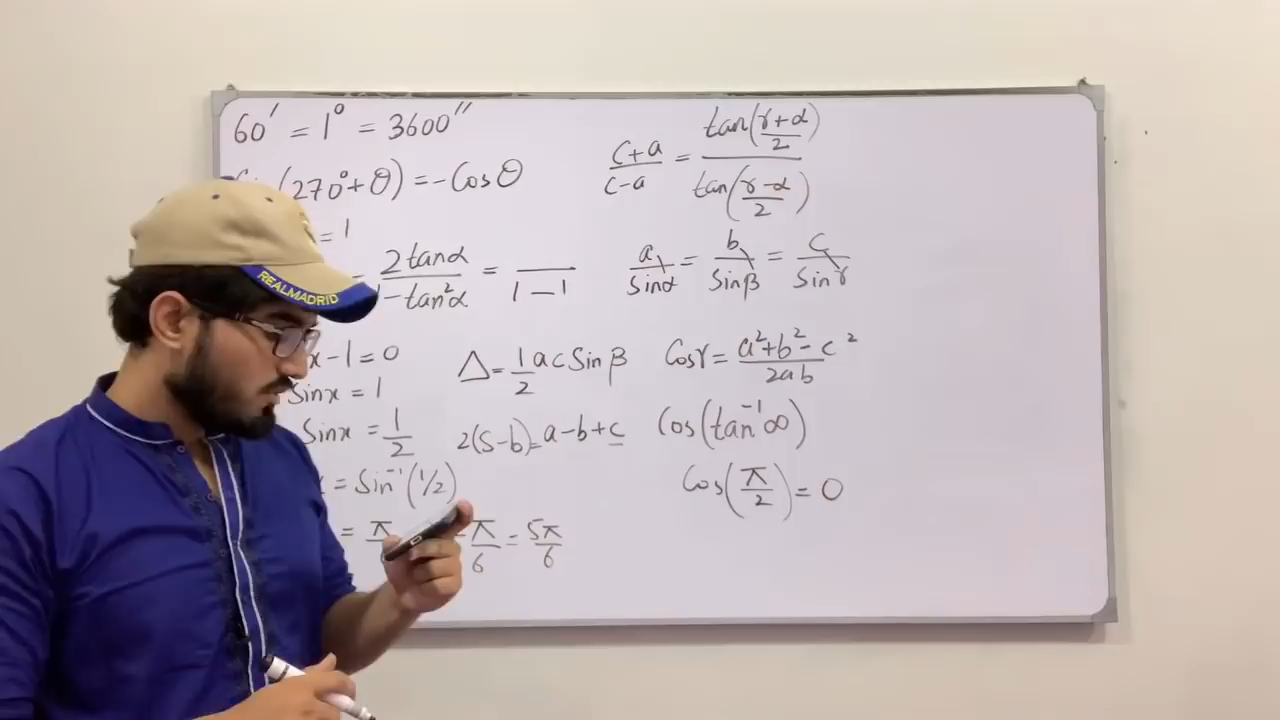 60′ = 1° = 3600″
(270°+θ) = -Cosθ
= 1
2tanα / 1-tan²α = — / 1-1
x-1=0
Sinx = 1
Sinx = 1/2
= Sin⁻¹(1/2)
= π π/6 = 5π/6
Δ = 1/2 ac Sinβ
2(S-b) = a-b+c
c+a / c-a = tan(γ+α / 2) / tan(γ-α / 2)
a / Sinα = b / Sinβ = c / Sinγ
Cosγ = a²+b²-c² / 2ab
Cos(tan⁻¹∞)
Cos(π/2) = 0
REALMADRID